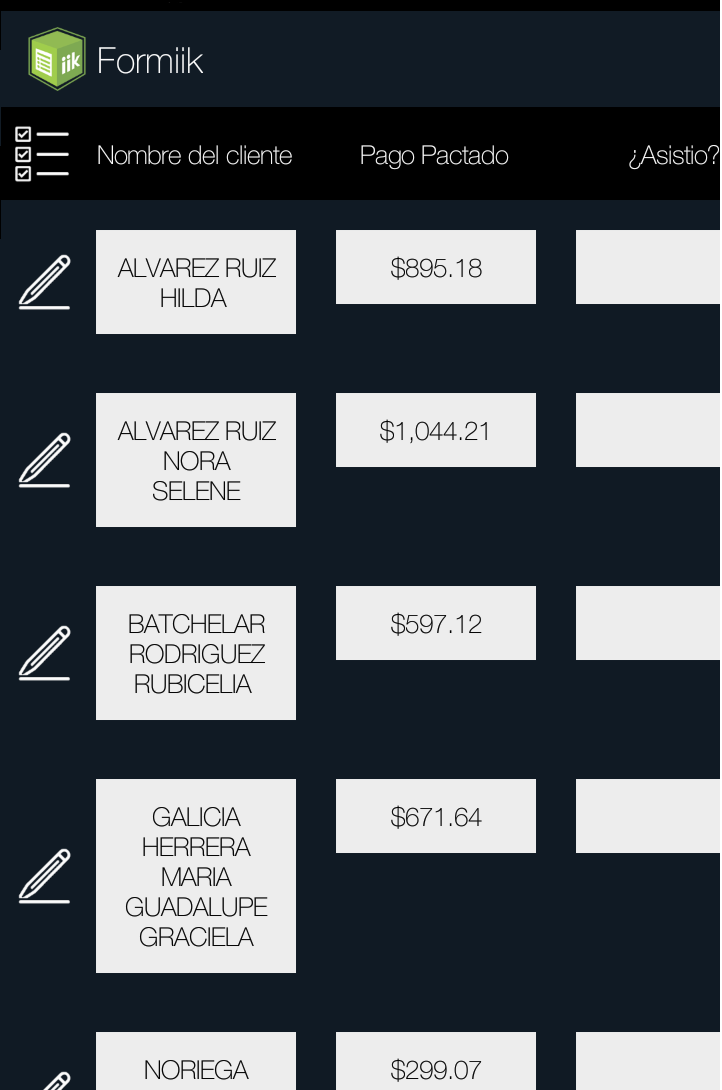 iik Formiik
Nombre del cliente Pago Pactado ¿Asistio?
ALVAREZ RUIZ $895.18
HILDA
ALVAREZ RUIZ $1,044.21
NORA
SELENE
BATCHELAR $597.12
RODRIGUEZ
RUBICELIA
GALICIA $671.64
HERRERA
MARIA
GUADALUPE
GRACIELA
NORIEGA $299.07